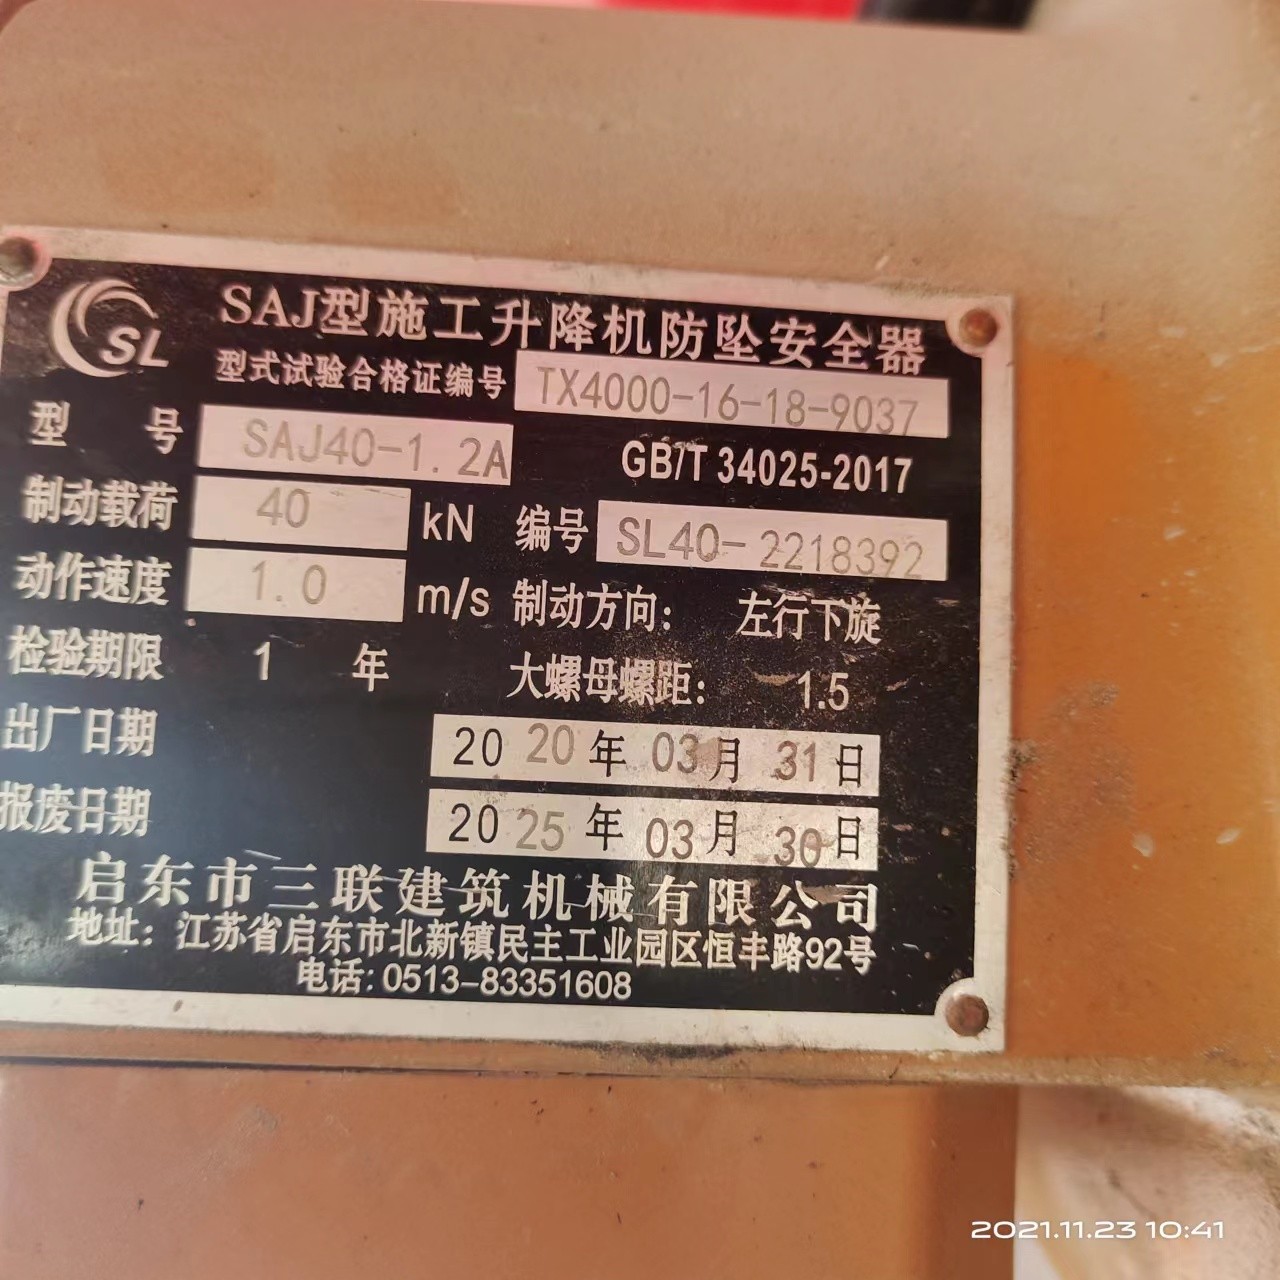 SL
SAJ型施工升降机防坠安全器
型式试验合格证编号 TX4000-16-18-9037
型 号 SAJ40-1.2A GB/T 34025-2017
制动载荷 40 kN 编号 SL40-2218392
动作速度 1.0 m/s 制动方向： 左行下旋
检验期限 1 年 大螺母螺距： 1.5
出厂日期 2020年03月31日
报废日期 2025年03月30日
启东市三联建筑机械有限公司
地址：江苏省启东市北新镇民主工业园区恒丰路92号
电话:0513-83351608
2021.11.23 10:41